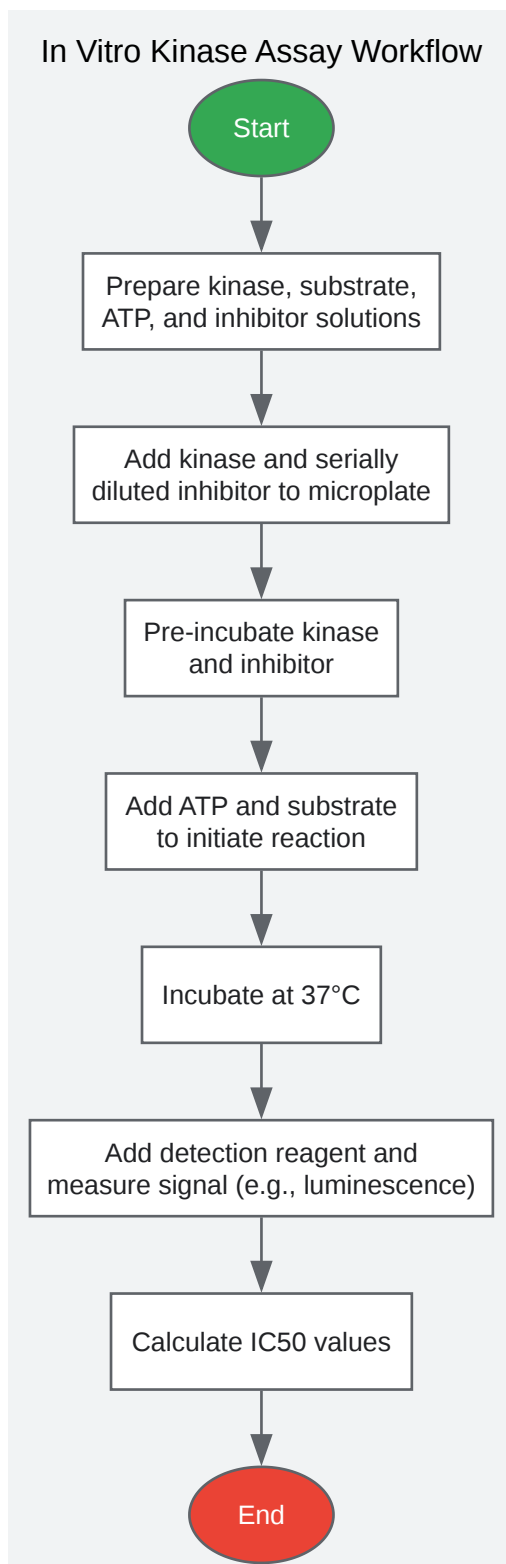 In Vitro Kinase Assay Workflow
Start
Prepare kinase, substrate,
ATP, and inhibitor solutions
Add kinase and serially
diluted inhibitor to microplate
Pre-incubate kinase
and inhibitor
Add ATP and substrate
to initiate reaction
Incubate at 37°C
Add detection reagent and
measure signal (e.g., luminescence)
Calculate IC50 values
End